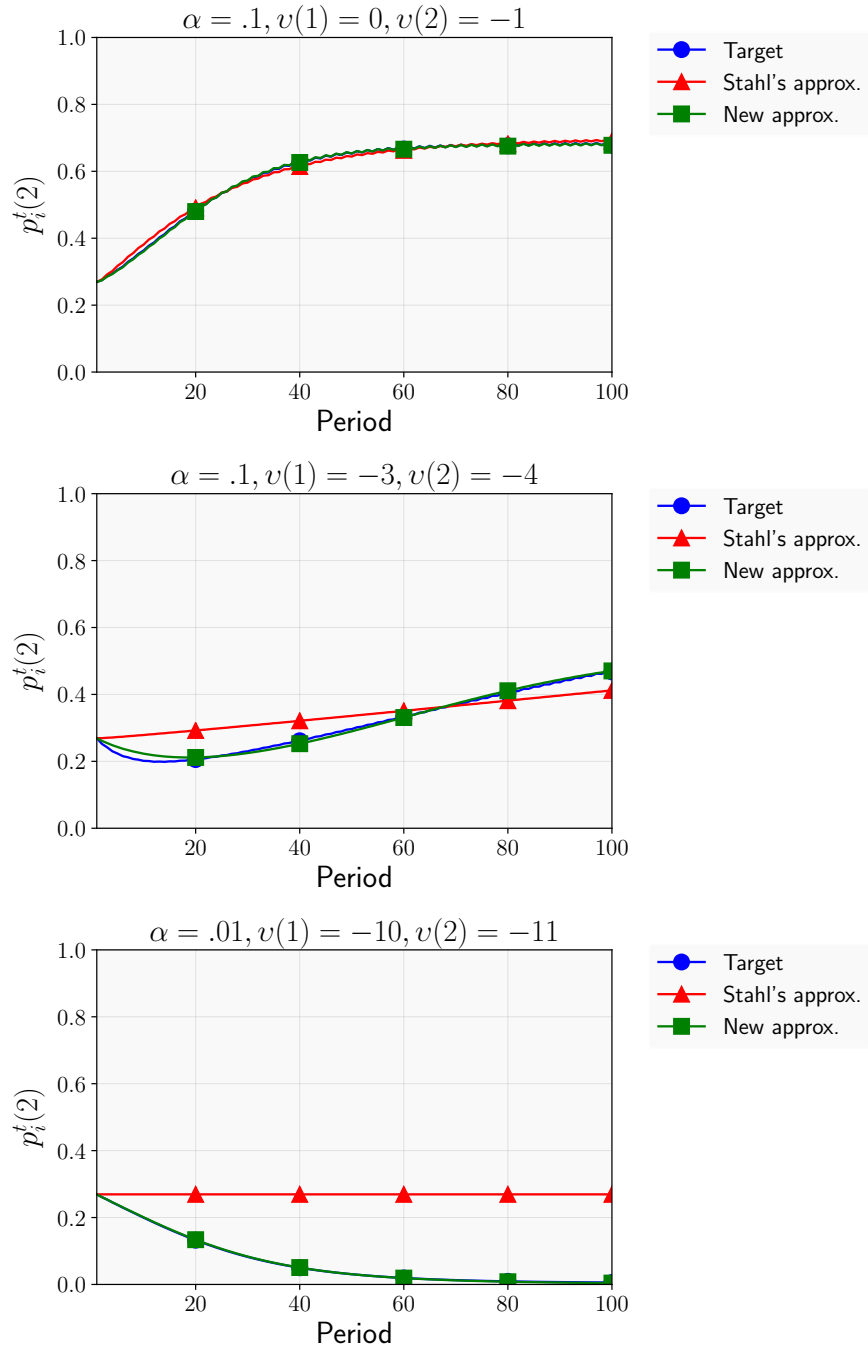 α = .1, υ(1) = 0, υ(2) = −1
1.0
0.8
0.6
0.4
0.2
0.0
p_i^t(2)
20 40 60 80 100
Period
Target
Stahl's approx.
New approx.
α = .1, υ(1) = −3, υ(2) = −4
1.0
0.8
0.6
0.4
0.2
0.0
p_i^t(2)
20 40 60 80 100
Period
Target
Stahl's approx.
New approx.
α = .01, υ(1) = −10, υ(2) = −11
1.0
0.8
0.6
0.4
0.2
0.0
p_i^t(2)
20 40 60 80 100
Period
Target
Stahl's approx.
New approx.